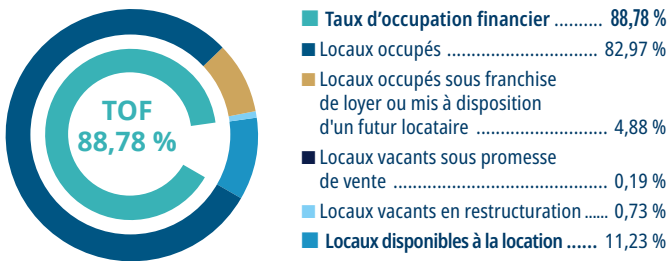 TOF
88,78 %
Taux d’occupation financier .......... 88,78 %
Locaux occupés ............................ 82,97 %
Locaux occupés sous franchise
de loyer ou mis à disposition
d'un futur locataire ........................ 4,88 %
Locaux vacants sous promesse
de vente ........................................ 0,19 %
Locaux vacants en restructuration ...... 0,73 %
Locaux disponibles à la location ...... 11,23 %